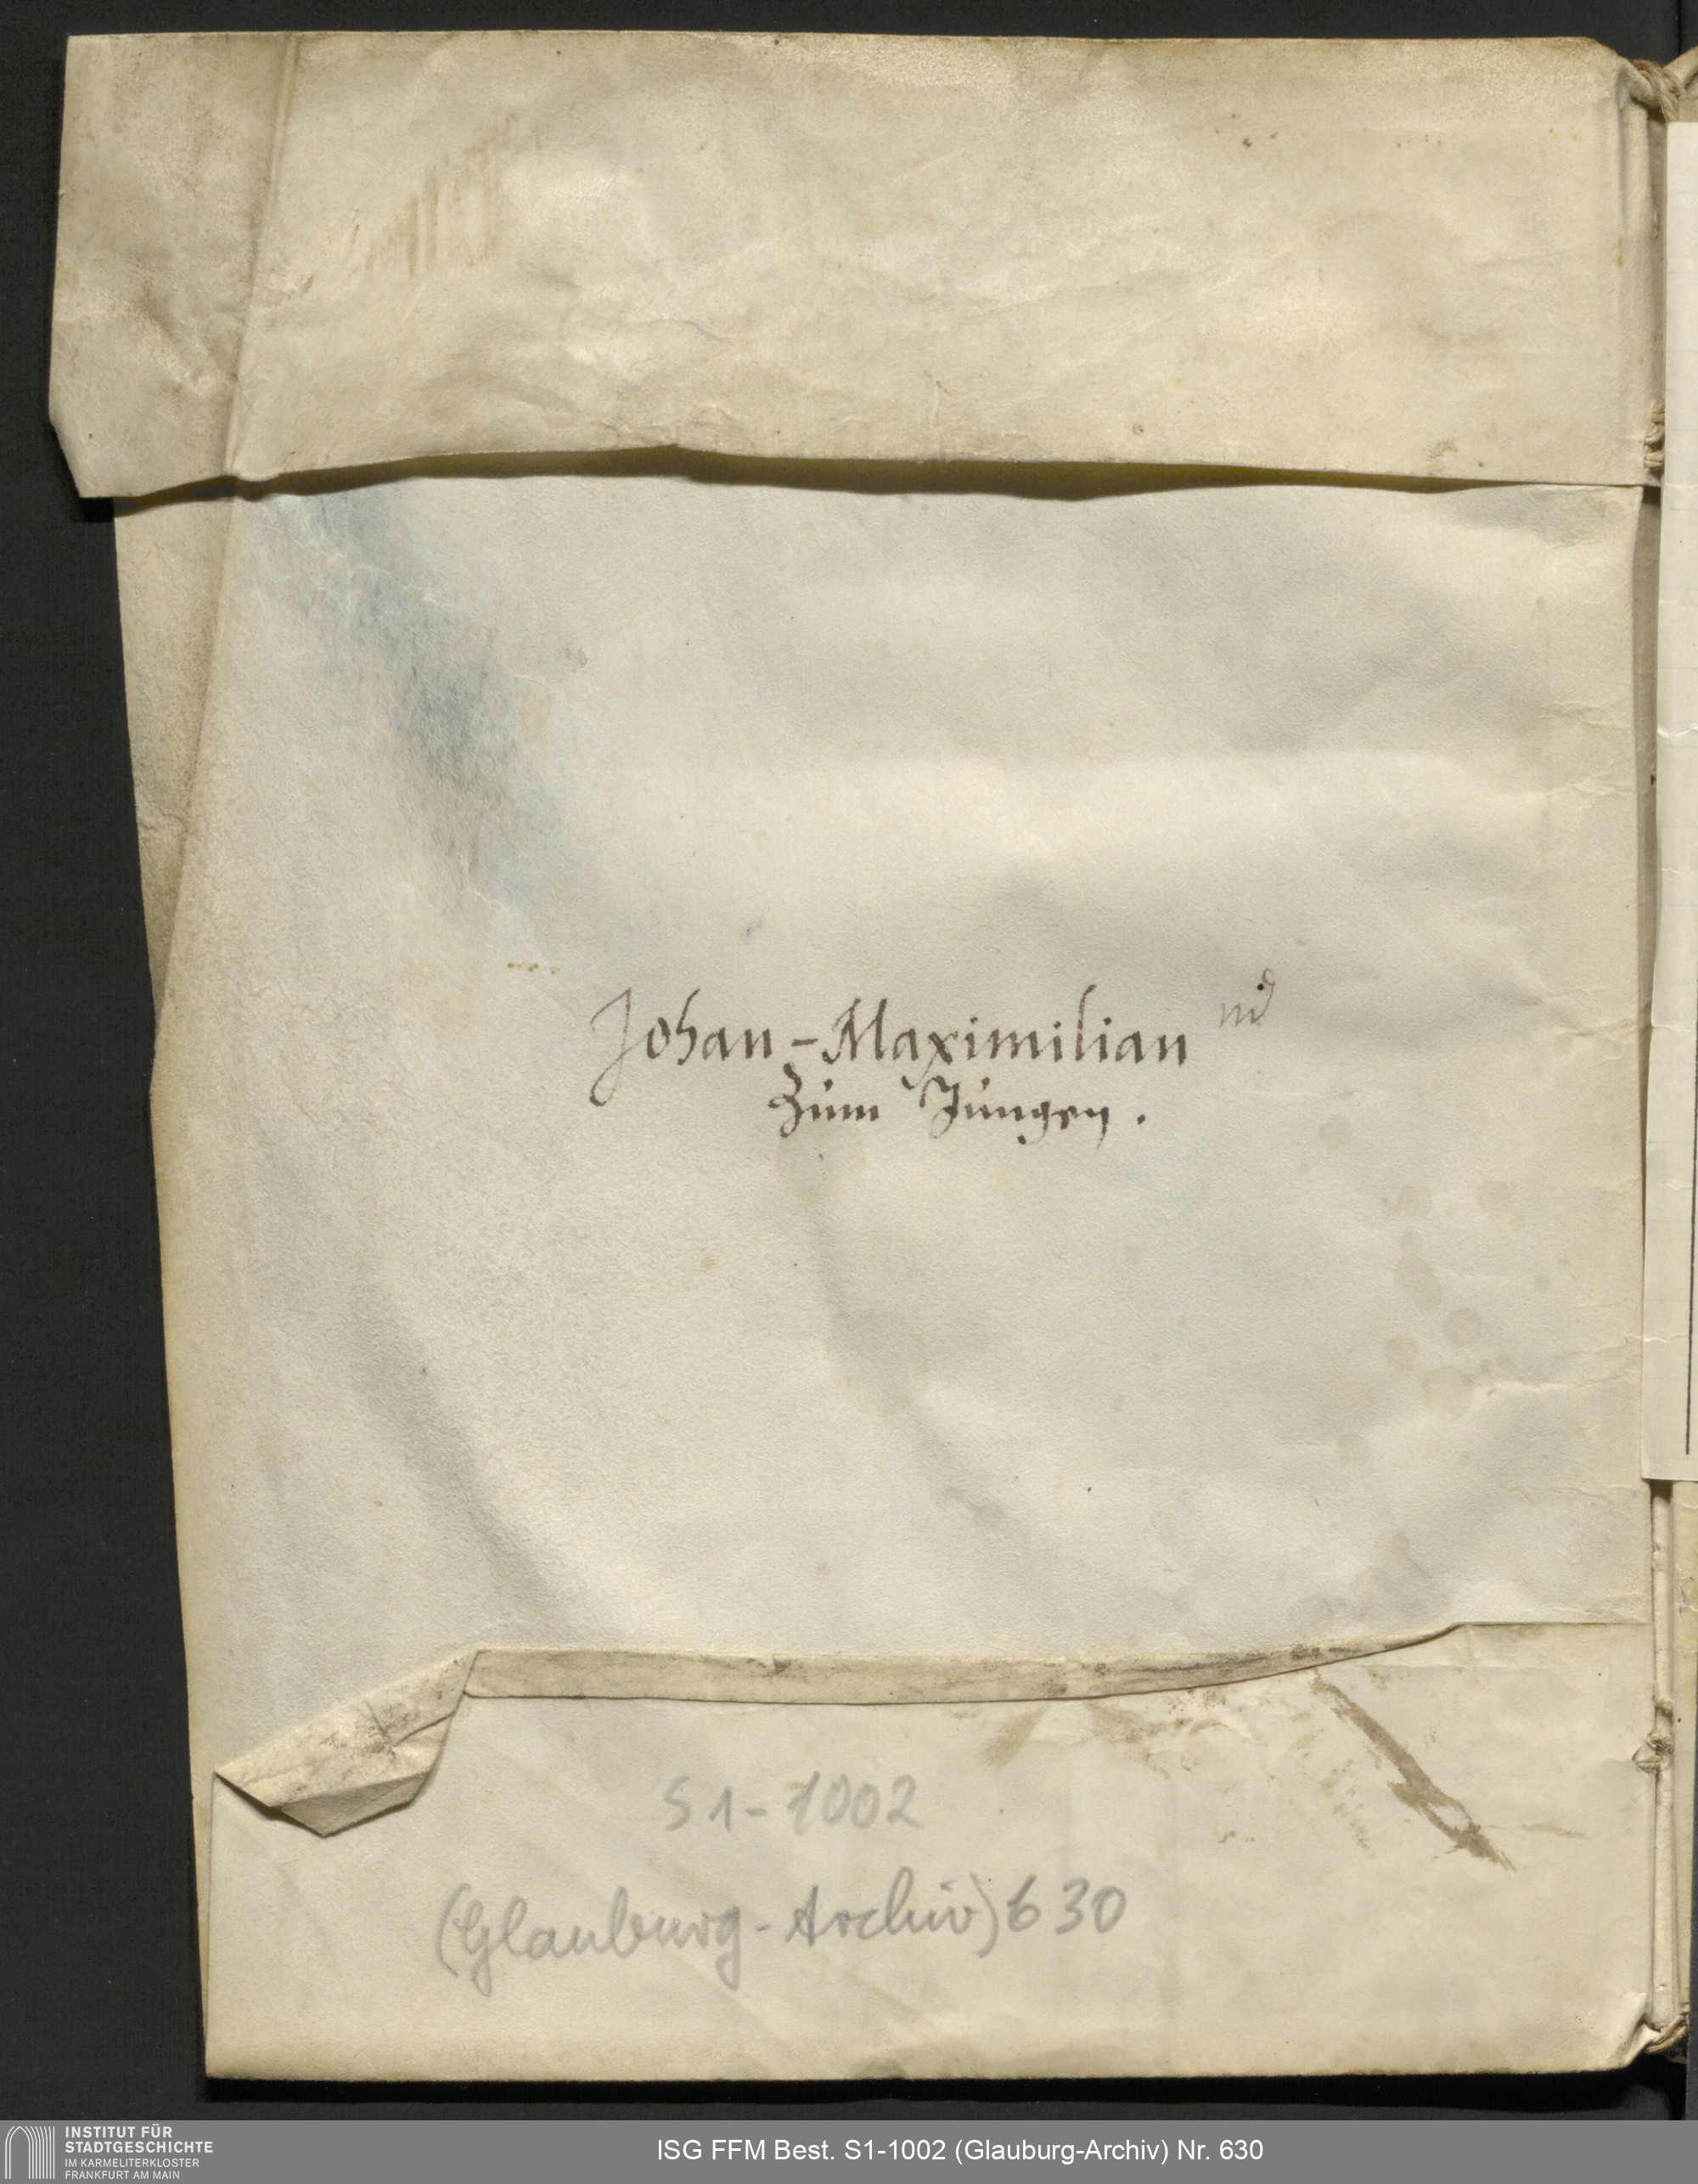 Johan-Maximilian
Zum Jungen.
S1-1002
(Glauburg-Archiv) 630
INSTITUT FÜR
STADTGESCHICHTE
IM KARMELITERKLOSTER
FRANKFURT AM MAIN
ISG FFM Best. S1-1002 (Glauburg-Archiv) Nr. 630